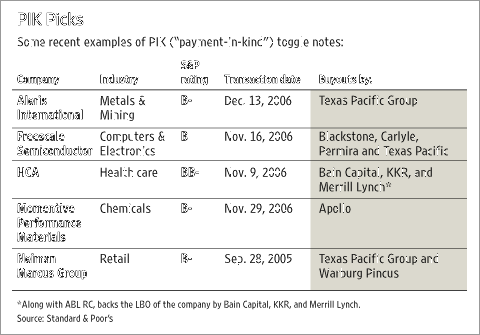 PIK Picks
Some recent examples of PIK ("payment-in-kind") toggle notes:
S&P
Company Industry rating Transaction date Buyouts by:
Metals & B- Dec. 13, 2006 Texas Pacific Group
International Mining
Freescale Computers & B Nov. 16, 2006 Blackstone, Carlyle,
Semiconductor Electronics Permira and Texas Pacific
HCA Health care BB- Nov. 9, 2006 Bain Capital, KKR, and
Merrill Lynch*
Momentive Chemicals B- Nov. 29, 2006 Apollo
Performance
Materials
Neiman Retail B- Sep. 28, 2005 Texas Pacific Group and
Marcus Group Warburg Pincus
*Along with ABL RC, backs the LBO of the company by Bain Capital, KKR, and Merrill Lynch.
Source: Standard & Poor's